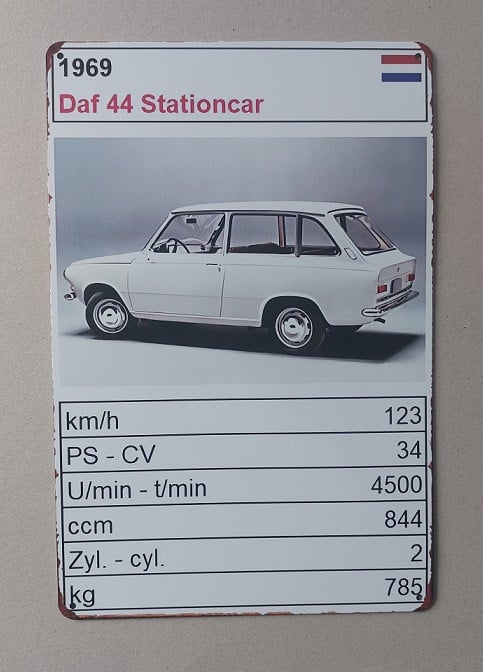 1969
Daf 44 Stationcar
km/h 123
PS - CV 34
U/min - t/min 4500
ccm 844
Zyl. - cyl. 2
kg 785